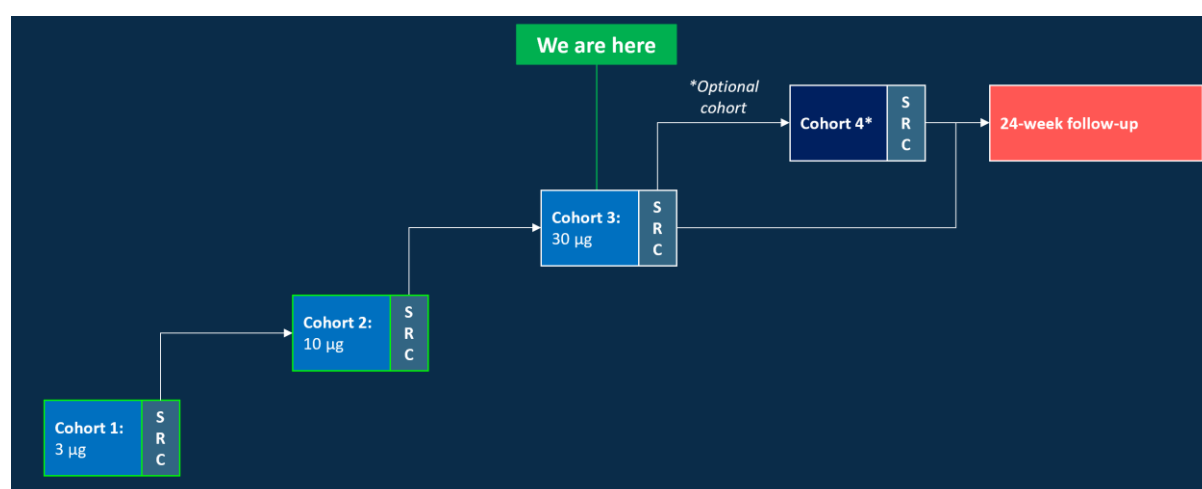 We are here
*Optional
cohort
Cohort 4*
S
R
C
24-week follow-up
Cohort 3:
30 µg
S
R
C
Cohort 2:
10 µg
S
R
C
Cohort 1:
3 µg
S
R
C